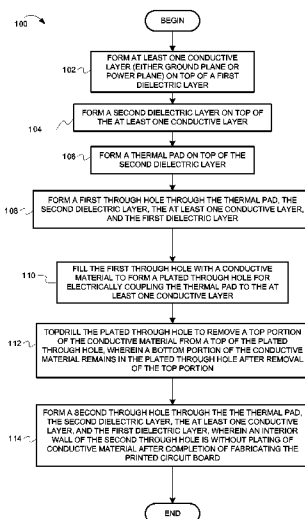 100
BEGIN
FORM AT LEAST ONE CONDUCTIVE
LAYER (EITHER GROUND PLANE OR
POWER PLANE) ON TOP OF A FIRST
DIELECTRIC LAYER
102
FORM A SECOND DIELECTRIC LAYER ON TOP OF
THE AT LEAST ONE CONDUCTIVE LAYER
104
FORM A THERMAL PAD ON TOP OF THE
SECOND DIELECTRIC LAYER
106
FORM A FIRST THROUGH HOLE THROUGH THE THERMAL PAD, THE
SECOND DIELECTRIC LAYER, THE AT LEAST ONE CONDUCTIVE LAYER,
AND THE FIRST DIELECTRIC LAYER
108
FILL THE FIRST THROUGH HOLE WITH A CONDUCTIVE
MATERIAL TO FORM A PLATED THROUGH HOLE FOR
ELECTRICALLY COUPLING THE THERMAL PAD TO THE AT
LEAST ONE CONDUCTIVE LAYER
110
TOPDRILL THE PLATED THROUGH HOLE TO REMOVE A TOP PORTION
OF THE CONDUCTIVE MATERIAL FROM A TOP OF THE PLATED
THROUGH HOLE, WHEREIN A BOTTOM PORTION OF THE CONDUCTIVE
MATERIAL REMAINS IN THE PLATED THROUGH HOLE AFTER REMOVAL
OF THE TOP PORTION
112
FORM A SECOND THROUGH HOLE THROUGH THE THE THERMAL PAD,
THE SECOND DIELECTRIC LAYER, THE AT LEAST ONE CONDUCTIVE
LAYER, AND THE FIRST DIELECTRIC LAYER, WHEREIN AN INTERIOR
WALL OF THE SECOND THROUGH HOLE IS WITHOUT PLATING OF
CONDUCTIVE MATERIAL AFTER COMPLETION OF FABRICATING THE
PRINTED CIRCUIT BOARD
114
END